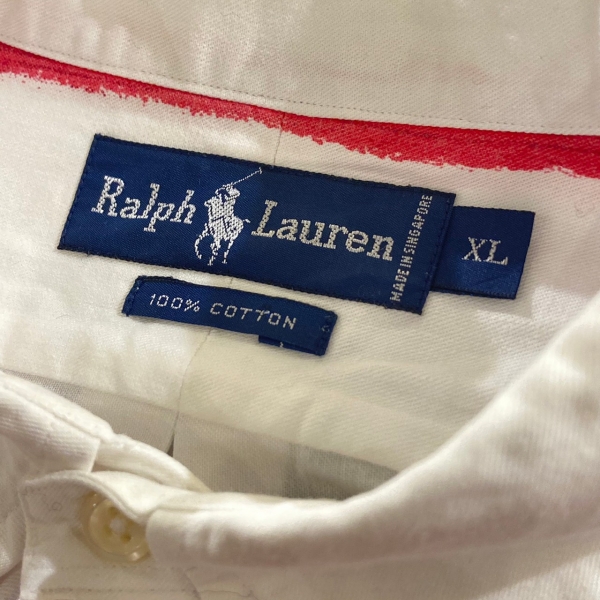 Ralph Lauren
MADE IN SINGAPORE
XL
100% COTTON